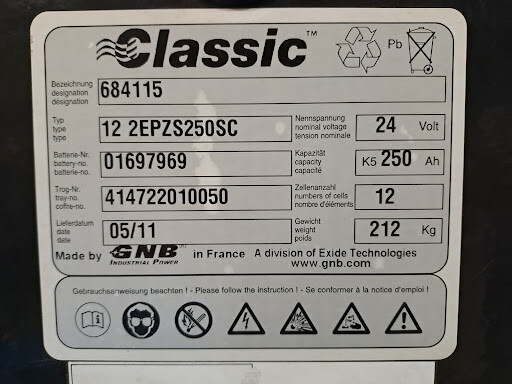 Classic™
Pb
Bezeichnung
designation
désignation
684115
Typ
type
type
12 2EPZS250SC
Nennspannung
nominal voltage
tension nominale
24 Volt
Batterie-Nr.
battery-no.
batterie-no.
01697969
Kapazität
capacity
capacité
K5 250 Ah
Trog-Nr.
tray-no.
coffre-no.
414722010050
Zellenanzahl
numbers of cells
nombre d'éléments
12
Lieferdatum
date
date
05/11
Gewicht
weight
poids
212 Kg
Made by GNB in France A division of Exide Technologies
INDUSTRIAL POWER www.gnb.com
Gebrauchsanweisung beachten ! - Please follow the instruction ! - Se conformer à la notice d'emploi !